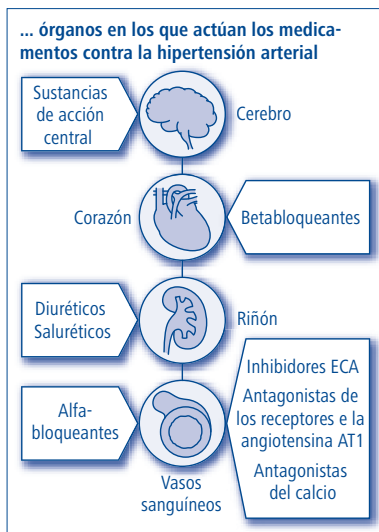 ... órganos en los que actúan los medica-
mentos contra la hipertensión arterial
Sustancias
de acción
central
Cerebro
Corazón
Betabloqueantes
Diuréticos
Saluréticos
Riñón
Alfa-
bloqueantes
Inhibidores ECA
Antagonistas de
los receptores e la
angiotensina AT1
Antagonistas
del calcio
Vasos
sanguíneos